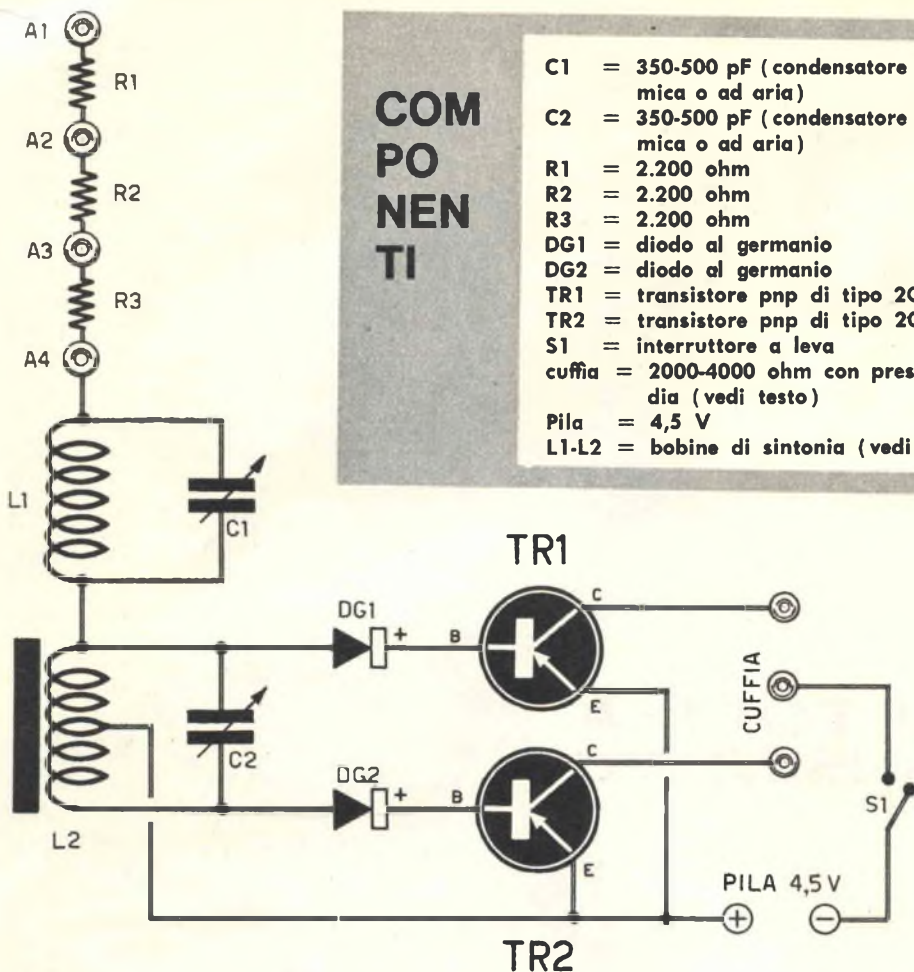 A1
R1
A2
R2
A3
R3
A4
L1
C1
COM
PO
NEN
TI
C1 = 350-500 pF (condensatore
mica o ad aria)
C2 = 350-500 pF (condensatore
mica o ad aria)
R1 = 2.200 ohm
R2 = 2.200 ohm
R3 = 2.200 ohm
DG1 = diodo al germanio
DG2 = diodo al germanio
TR1 = transistore pnp di tipo
TR2 = transistore pnp di tipo
S1 = interruttore a leva
cuffia = 2000-4000 ohm con
dia (vedi testo)
Pila = 4,5 V
L1-L2 = bobine di sintonia (vedi
TR1
DG1
+
B
C
E
CUFFIA
C2
DG2
+
B
C
E
S1
L2
PILA 4,5 V
+
−
TR2